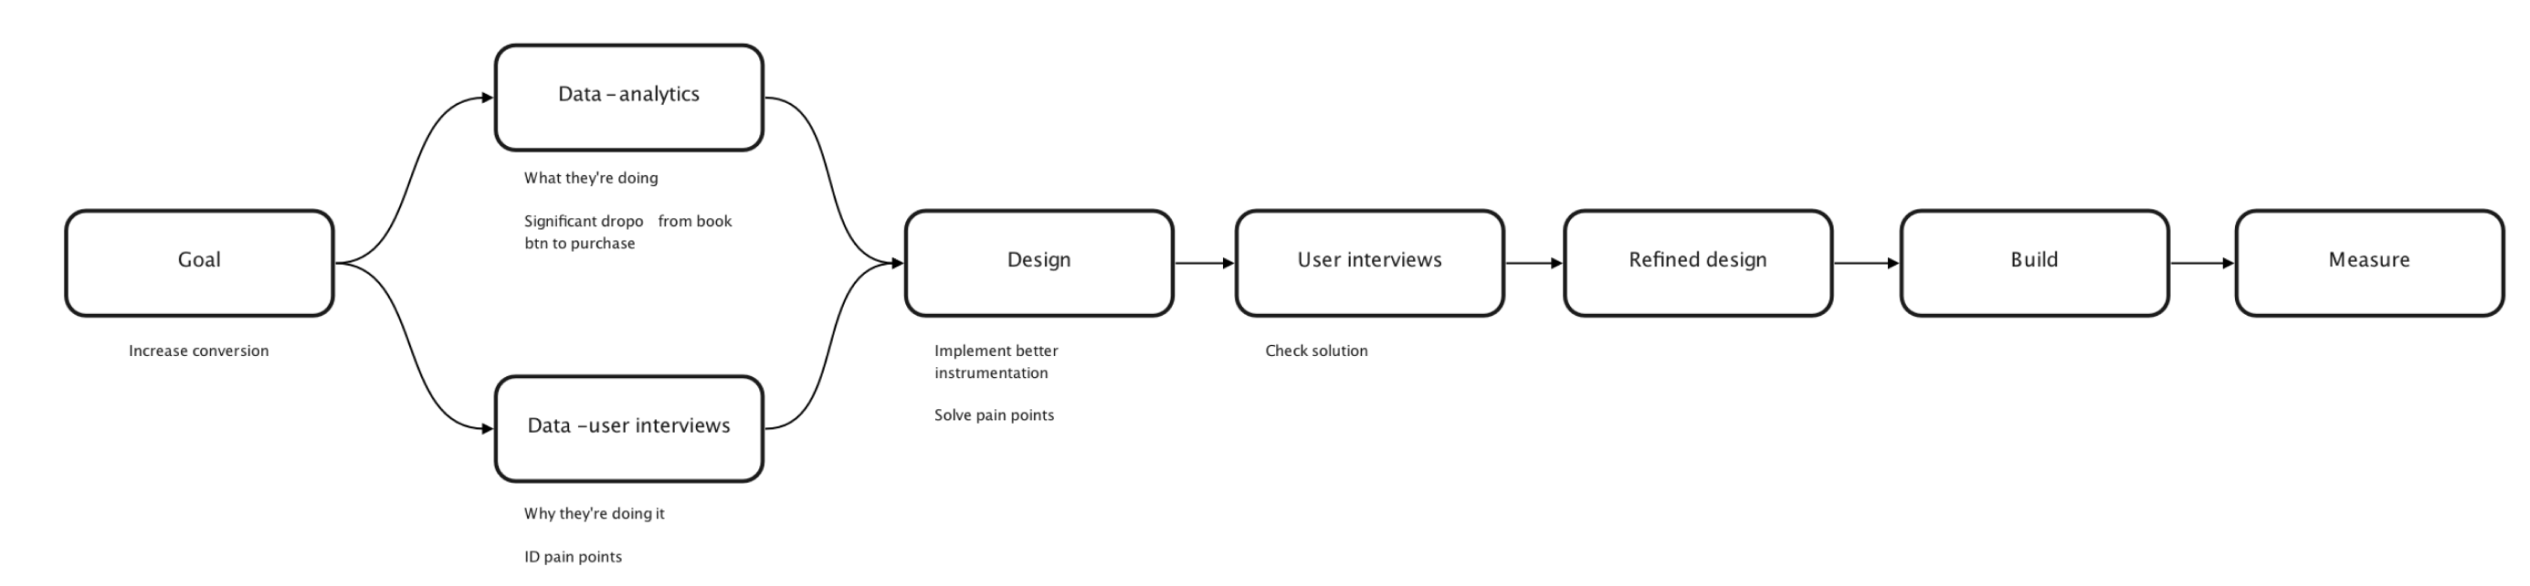 Data – analytics
What they're doing
Significant dropo from book
btn to purchase
Goal
Increase conversion
Data –user interviews
Why they're doing it
ID pain points
Design
Implement better
instrumentation
Solve pain points
User interviews
Check solution
Refined design
Build
Measure